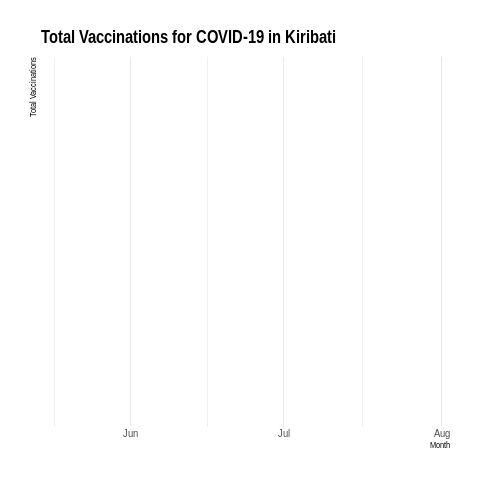 Total Vaccinations for COVID-19 in Kiribati
Total Vaccinations
Jun Jul Aug
Month